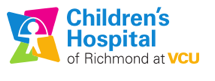 Children's
Hospital
of Richmond at VCU